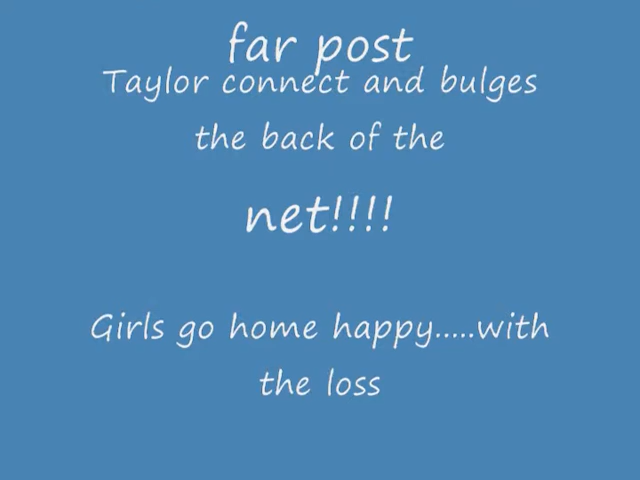 far post
Taylor connect and bulges
the back of the
net!!!!
Girls go home happy.....with
the loss